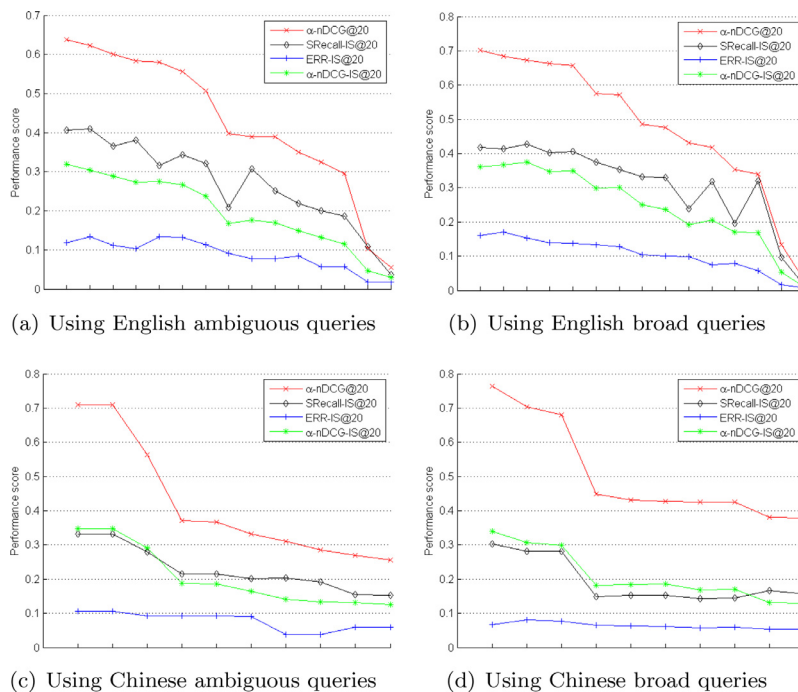 0.7
0.6
0.5
0.4
0.3
0.2
0.1
0
Performance score
α-nDCG@20
SRecall-IS@20
ERR-IS@20
α-nDCG-IS@20
(a) Using English ambiguous queries
0.8
0.7
0.6
0.5
0.4
0.3
0.2
0.1
0
Performance score
α-nDCG@20
SRecall-IS@20
ERR-IS@20
α-nDCG-IS@20
(b) Using English broad queries
0.8
0.7
0.6
0.5
0.4
0.3
0.2
0.1
0
Performance score
α-nDCG@20
SRecall-IS@20
ERR-IS@20
α-nDCG-IS@20
(c) Using Chinese ambiguous queries
0.8
0.7
0.6
0.5
0.4
0.3
0.2
0.1
0
Performance score
α-nDCG@20
SRecall-IS@20
ERR-IS@20
α-nDCG-IS@20
(d) Using Chinese broad queries